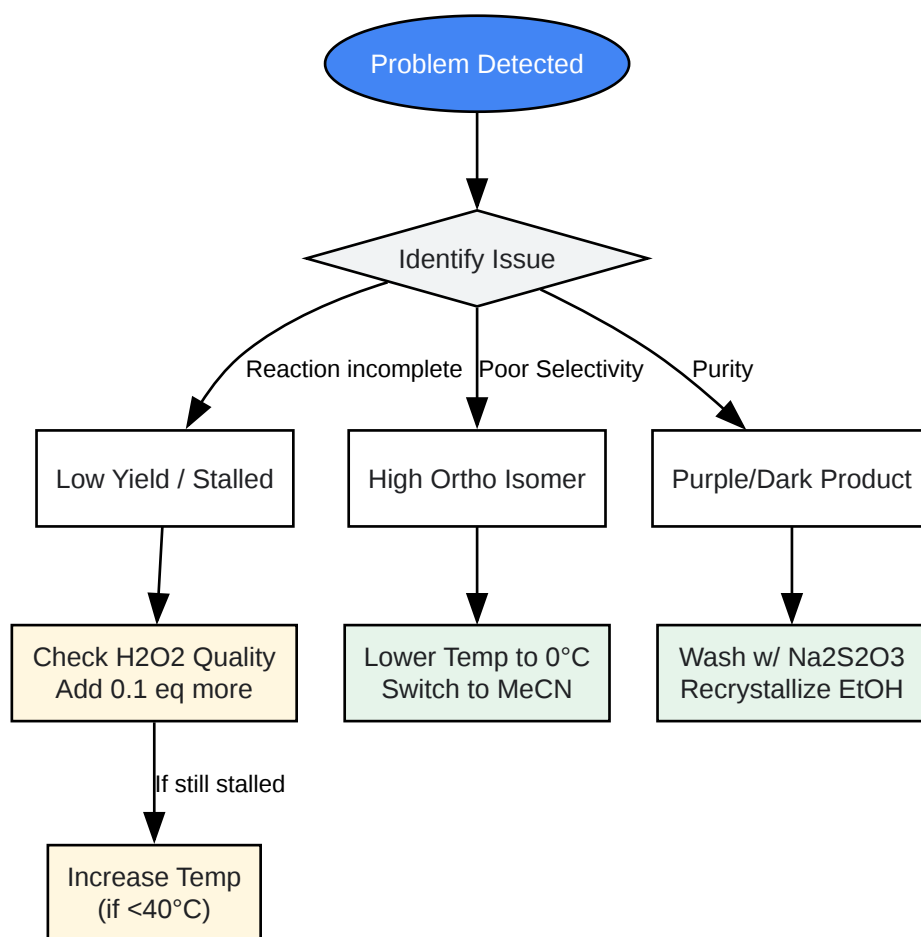 Problem Detected
Identify Issue
Reaction incomplete
Poor Selectivity
Purity
Low Yield / Stalled
High Ortho Isomer
Purple/Dark Product
Check H2O2 Quality
Add 0.1 eq more
Lower Temp to 0°C
Switch to MeCN
Wash w/ Na2S2O3
Recrystallize EtOH
If still stalled
Increase Temp
(if <40°C)